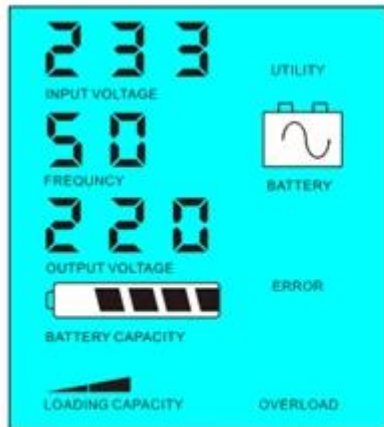 233
UTILITY
INPUT VOLTAGE
50
FREQUNCY
BATTERY
220
OUTPUT VOLTAGE
ERROR
BATTERY CAPACITY
LOADING CAPACITY
OVERLOAD